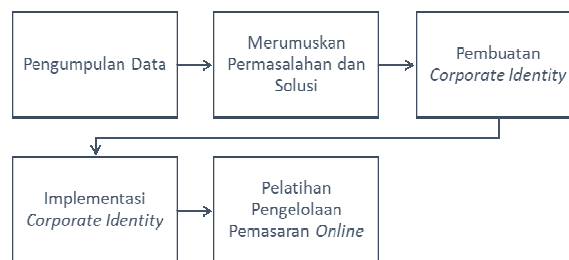 Pengumpulan Data
Merumuskan
Permasalahan dan
Solusi
Pembuatan
Corporate Identity
Implementasi
Corporate Identity
Pelatihan
Pengelolaan
Pemasaran Online